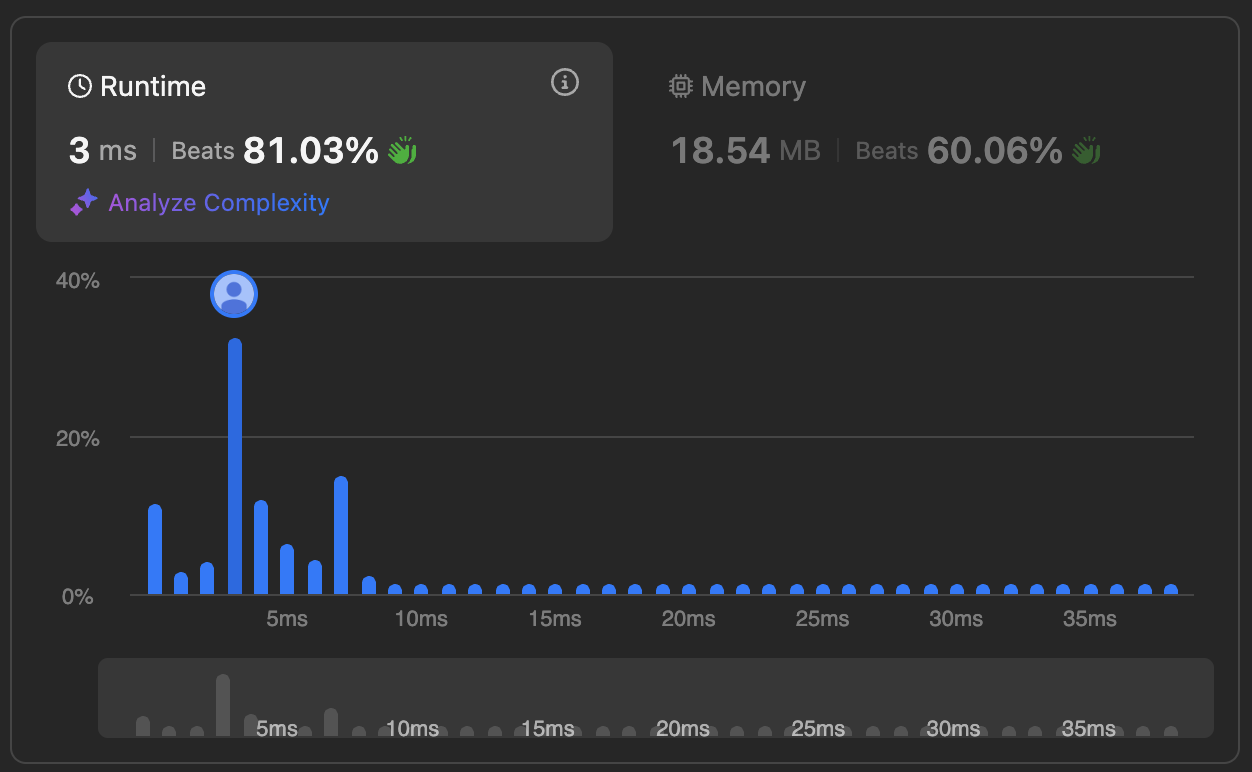 Runtime
3 ms | Beats 81.03%
Analyze Complexity
Memory
18.54 MB | Beats 60.06%
40%
20%
0%
5ms 10ms 15ms 20ms 25ms 30ms 35ms
5ms 10ms 15ms 20ms 25ms 30ms 35ms